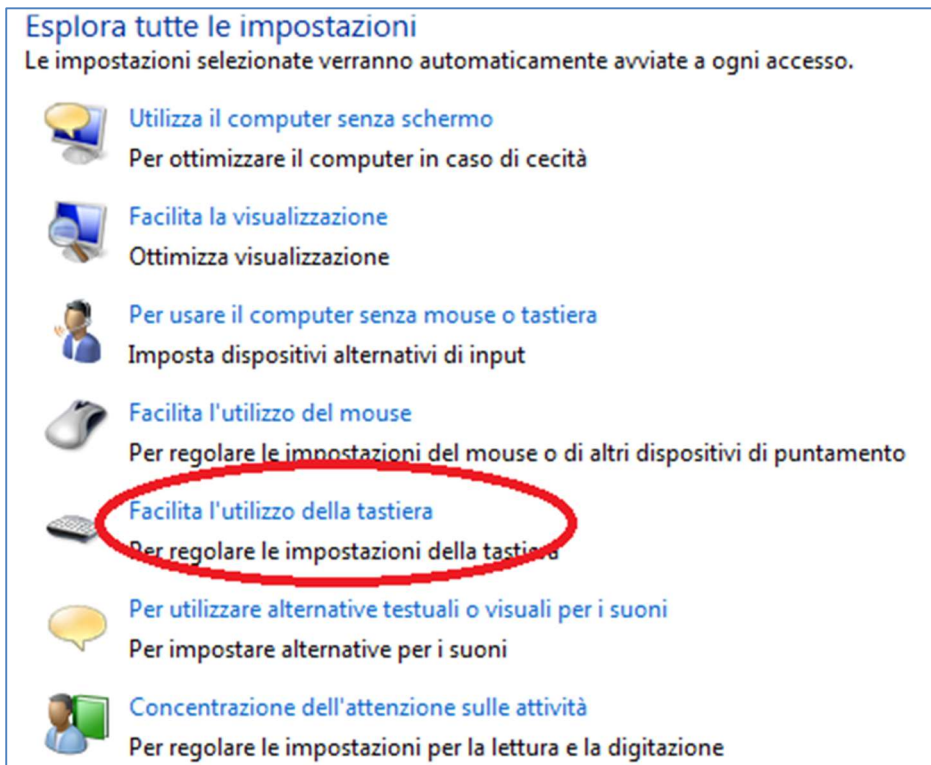 Esplora tutte le impostazioni
Le impostazioni selezionate verranno automaticamente avviate a ogni accesso.
Utilizza il computer senza schermo
Per ottimizzare il computer in caso di cecità
Facilita la visualizzazione
Ottimizza visualizzazione
Per usare il computer senza mouse o tastiera
Imposta dispositivi alternativi di input
Facilita l'utilizzo del mouse
Per regolare le impostazioni del mouse o di altri dispositivi di puntamento
Facilita l'utilizzo della tastiera
Per regolare le impostazioni della tastiera
Per utilizzare alternative testuali o visuali per i suoni
Per impostare alternative per i suoni
Concentrazione dell'attenzione sulle attività
Per regolare le impostazioni per la lettura e la digitazione